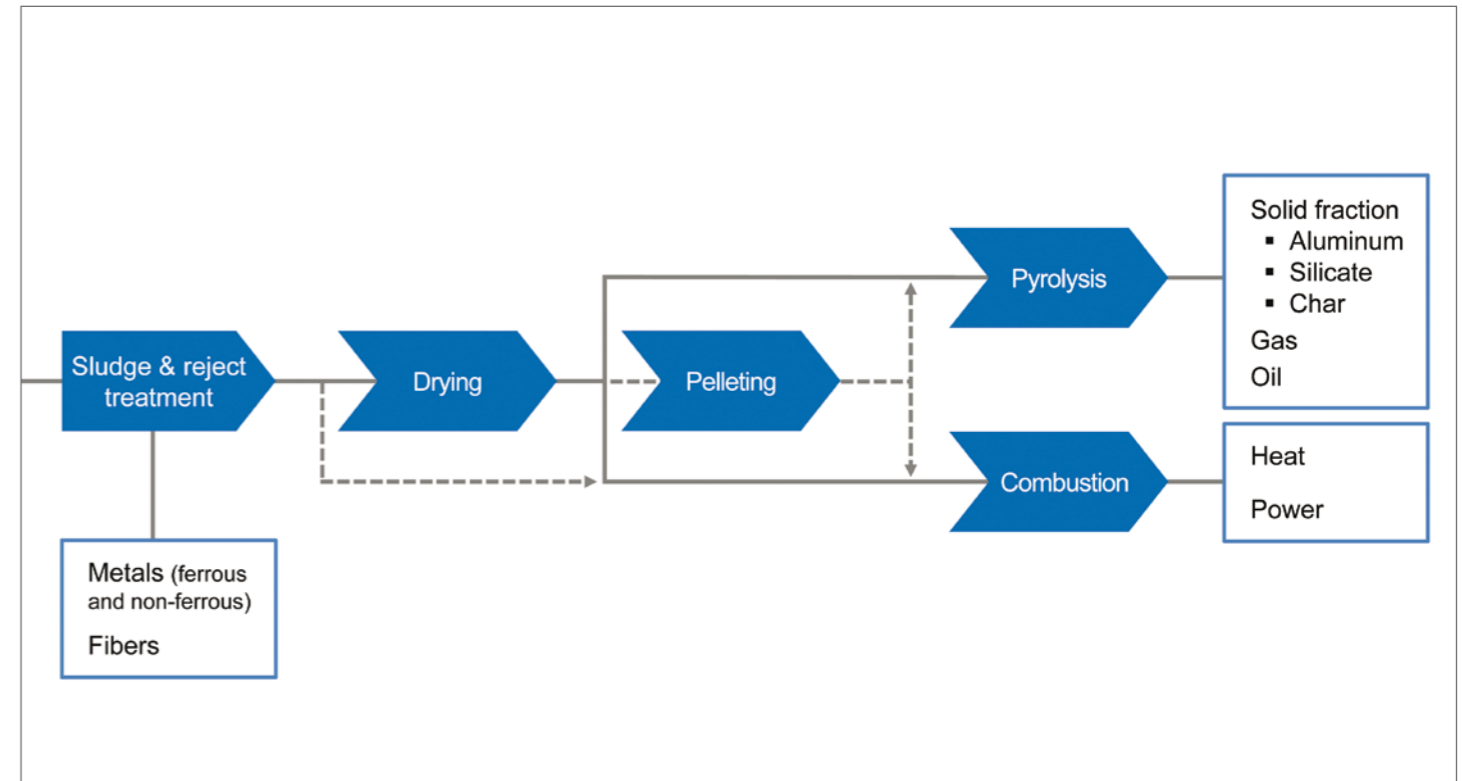 Sludge & reject
treatment
Metals (ferrous
and non-ferrous)
Fibers
Drying
Pelleting
Pyrolysis
Solid fraction
▪ Aluminum
▪ Silicate
▪ Char
Gas
Oil
Combustion
Heat
Power